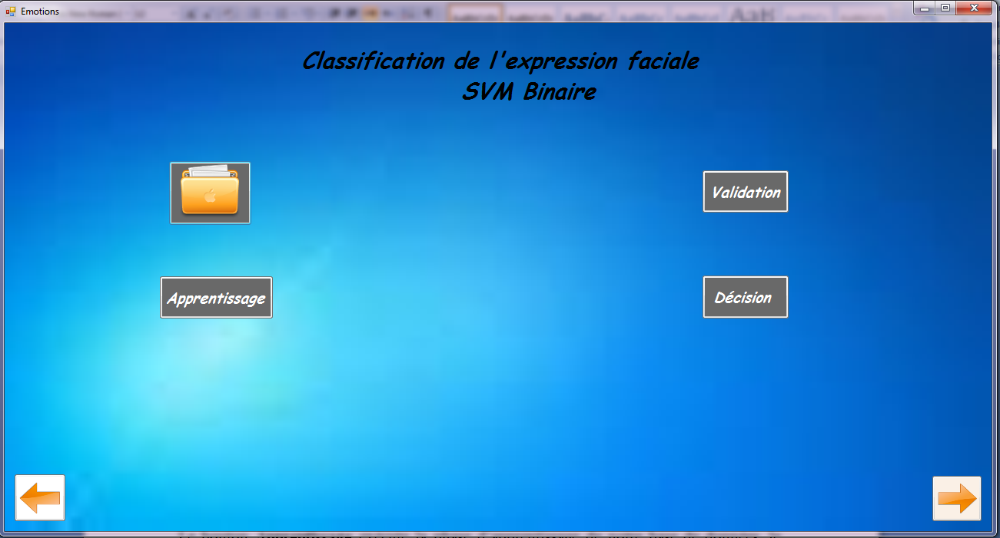 Emotions
Classification de l'expression faciale
SVM Binaire
Validation
Apprentissage
Décision